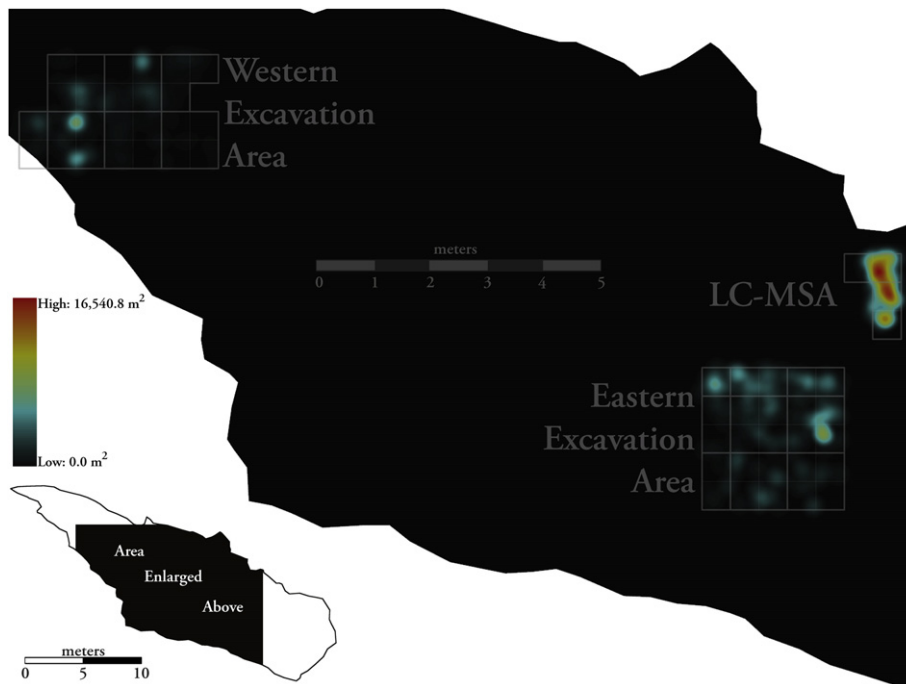 Western
Excavation
Area
meters
0 1 2 3 4 5
LC-MSA
High: 16,540.8 m²
Low: 0.0 m²
Eastern
Excavation
Area
Area
Enlarged
Above
meters
0 5 10